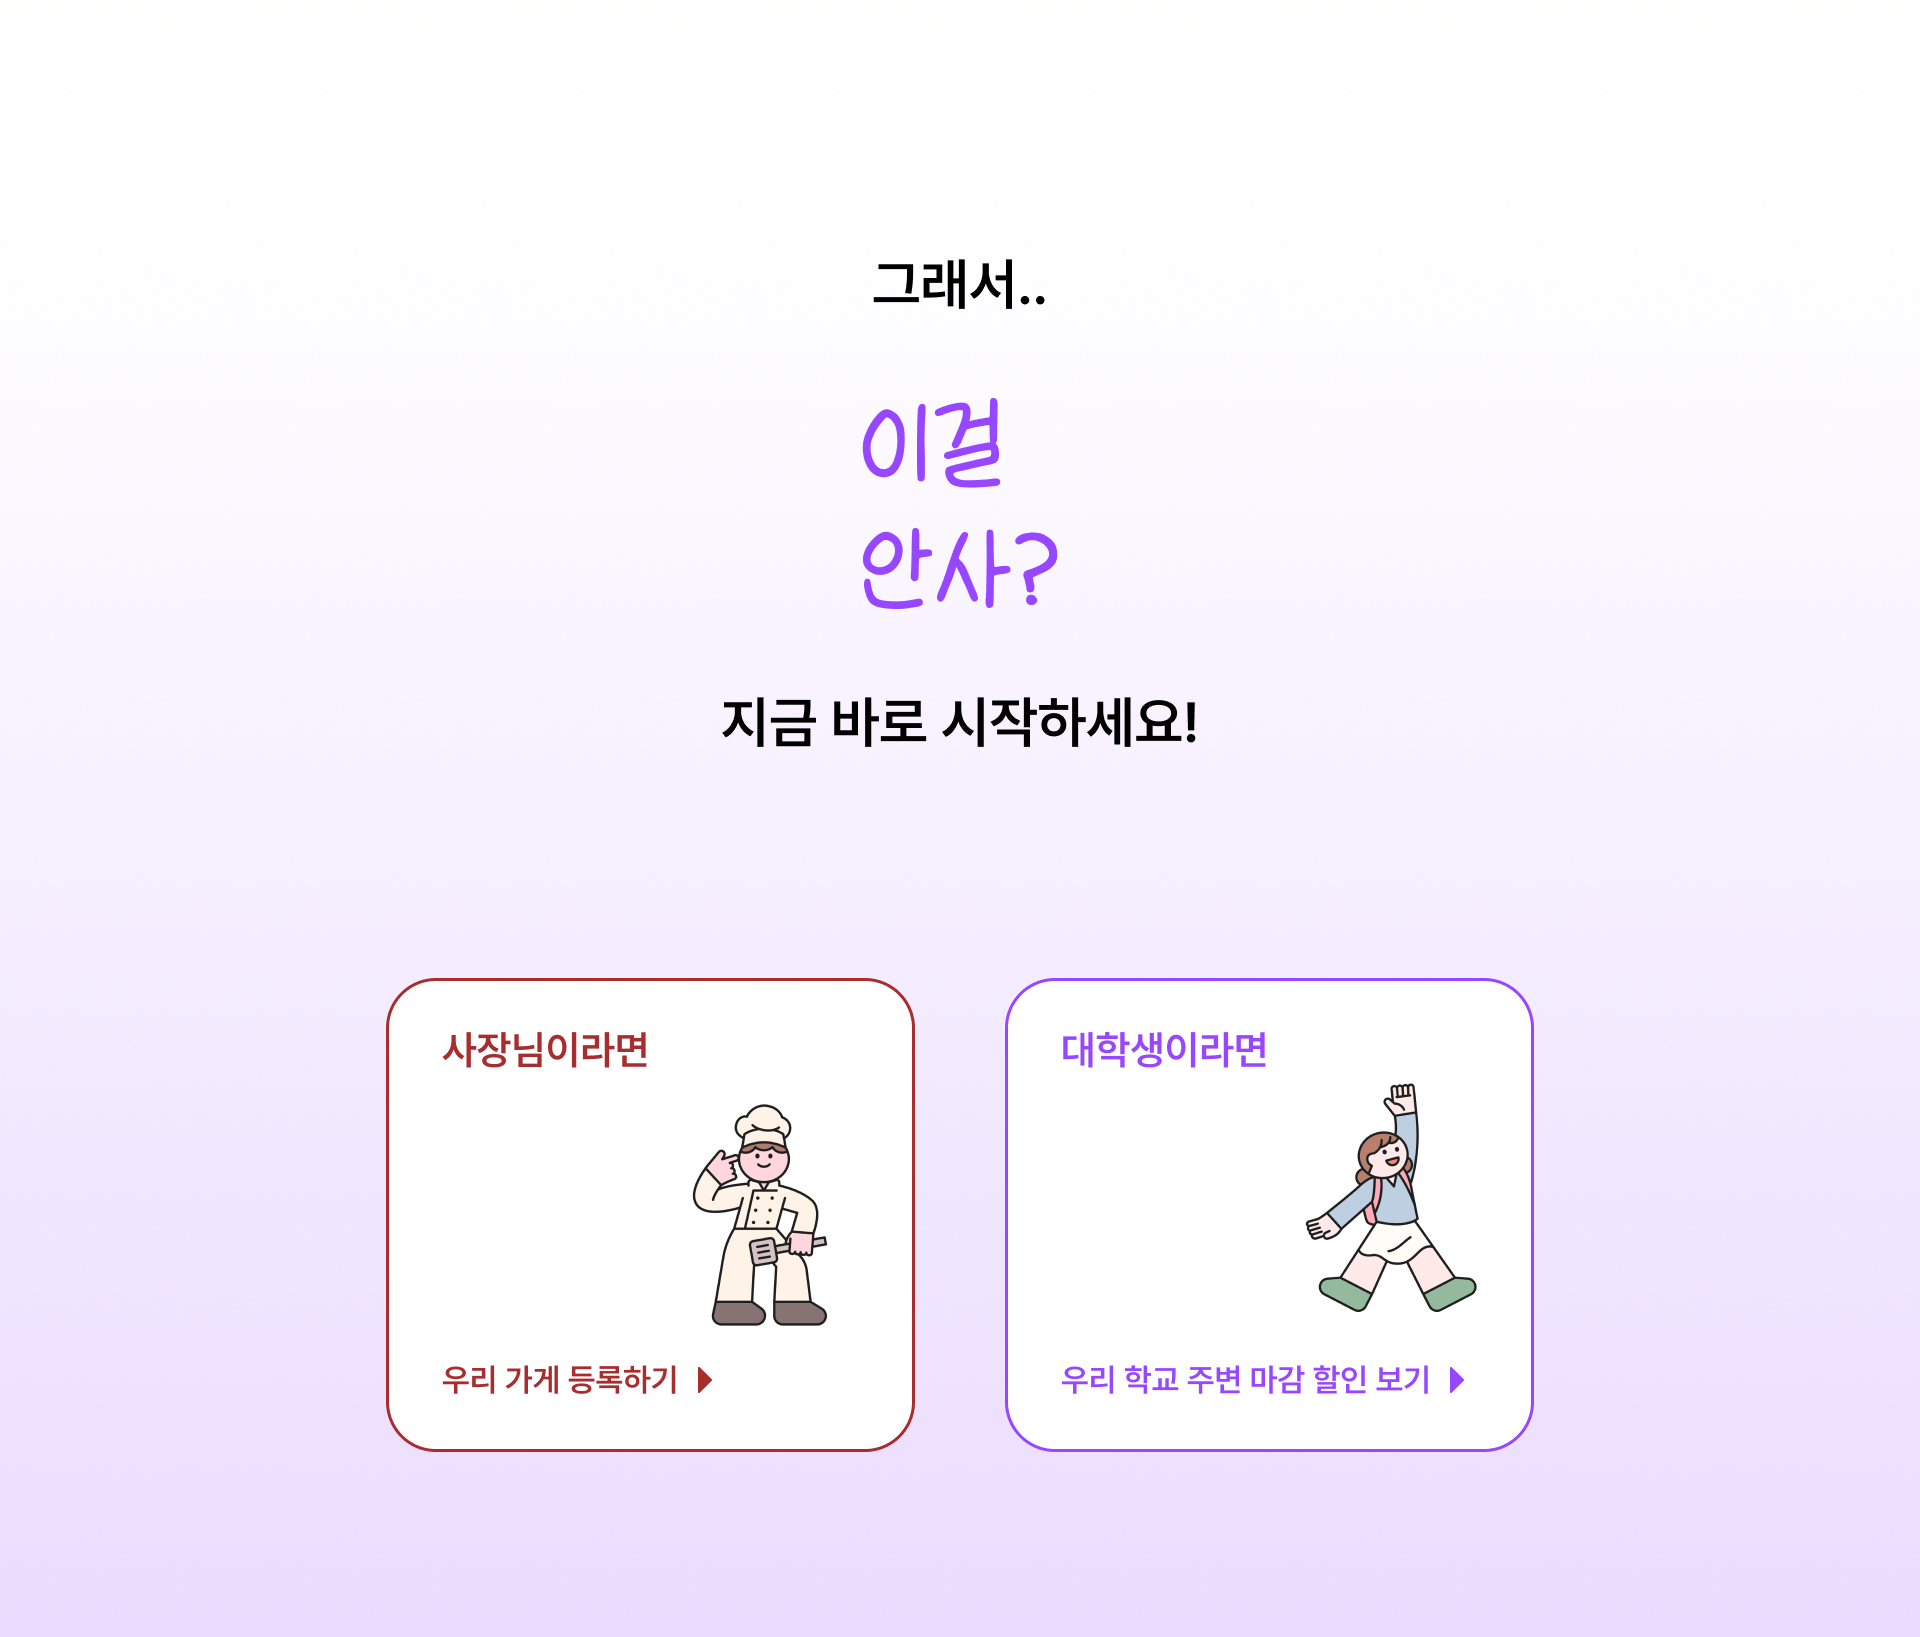 그래서..
이걸
안사?
지금 바로 시작하세요!
사장님이라면
우리 가게 등록하기
대학생이라면
우리 학교 주변 마감 할인 보기